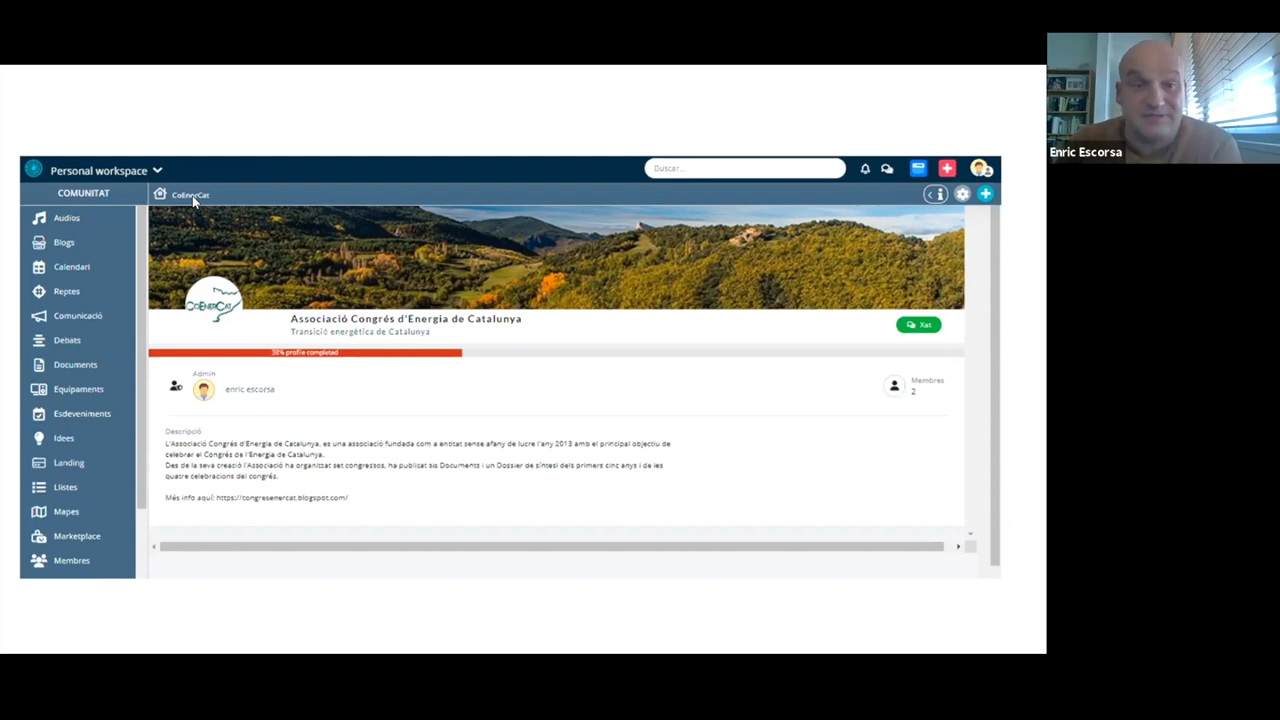 Enric Escorsa
Personal workspace
Buscar...
COMUNITAT
CoEnerCat
Audios
Blogs
Calendari
Reptes
Comunicació
Debats
Documents
Equipaments
Esdeveniments
Idees
Landing
Llistes
Mapes
Marketplace
Membres
COENERCAT
Associació Congrés d'Energia de Catalunya
Transició energètica de Catalunya
Xat
38% profile completed
Admin
enric escorsa
Membres
2
Descripció
L'Associació Congrés d'Energia de Catalunya, es una associació fundada com a entitat sense afany de lucre l'any 2013 amb el principal objectiu de
celebrar el Congrés de l'Energia de Catalunya.
Des de la seva creació l'Associació ha organitzat set congressos, ha publicat sis Documents i un Dossier de síntesi dels primers cinc anys i de les
quatre celebracions del congrés.
Més info aquí: https://congresenercat.blogspot.com/